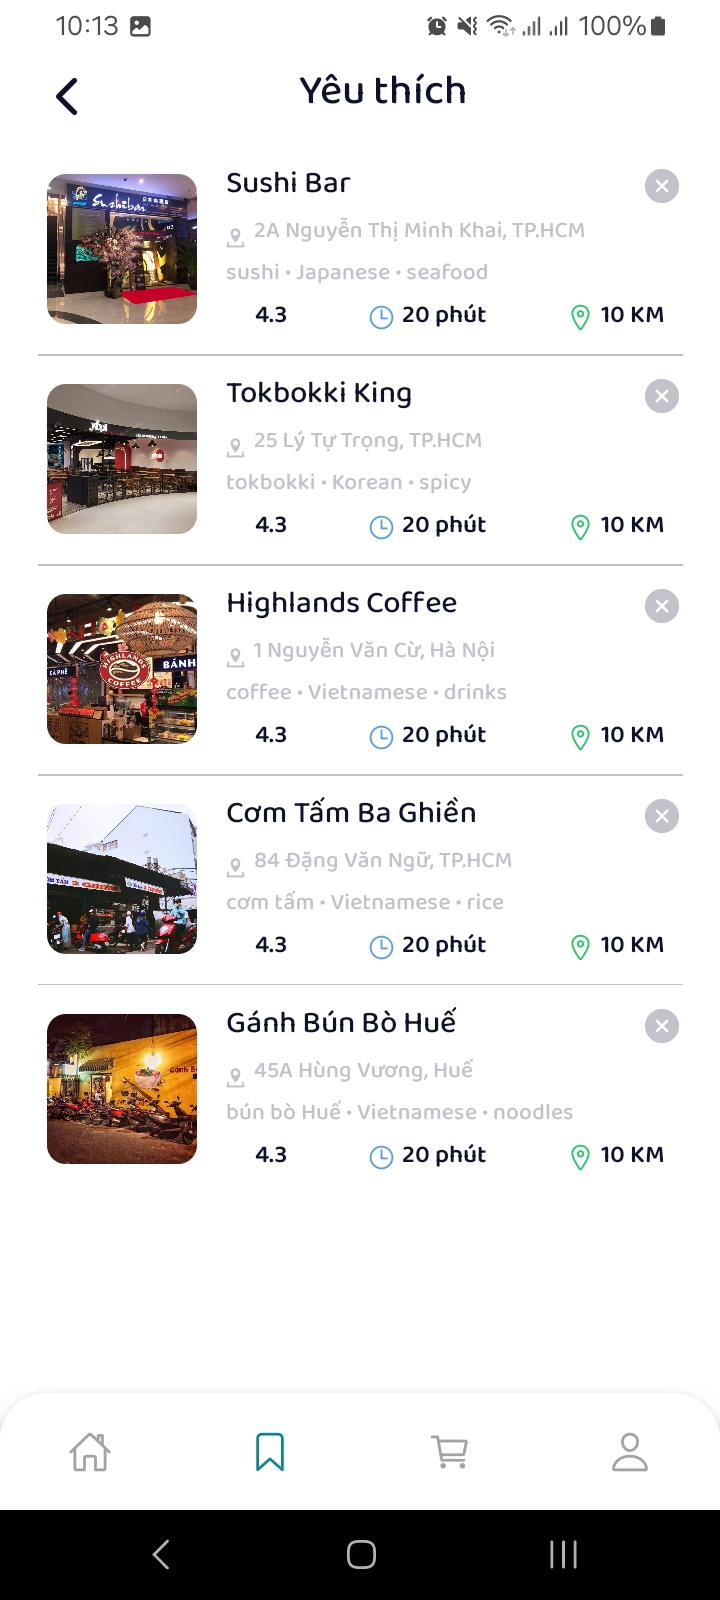 10:13
100%
Yêu thích
Sushi Bar
2A Nguyễn Thị Minh Khai, TP.HCM
sushi • Japanese • seafood
4.3 20 phút 10 KM
Tokbokki King
25 Lý Tự Trọng, TP.HCM
tokbokki • Korean • spicy
4.3 20 phút 10 KM
HIGHLANDS
COFFEE
CÀ PHÊ
BÁNH
Highlands Coffee
1 Nguyễn Văn Cừ, Hà Nội
coffee • Vietnamese • drinks
4.3 20 phút 10 KM
Cơm Tấm Ba Ghiền
84 Đặng Văn Ngữ, TP.HCM
cơm tấm • Vietnamese • rice
4.3 20 phút 10 KM
Gánh Bún Bò Huế
45A Hùng Vương, Huế
bún bò Huế • Vietnamese • noodles
4.3 20 phút 10 KM